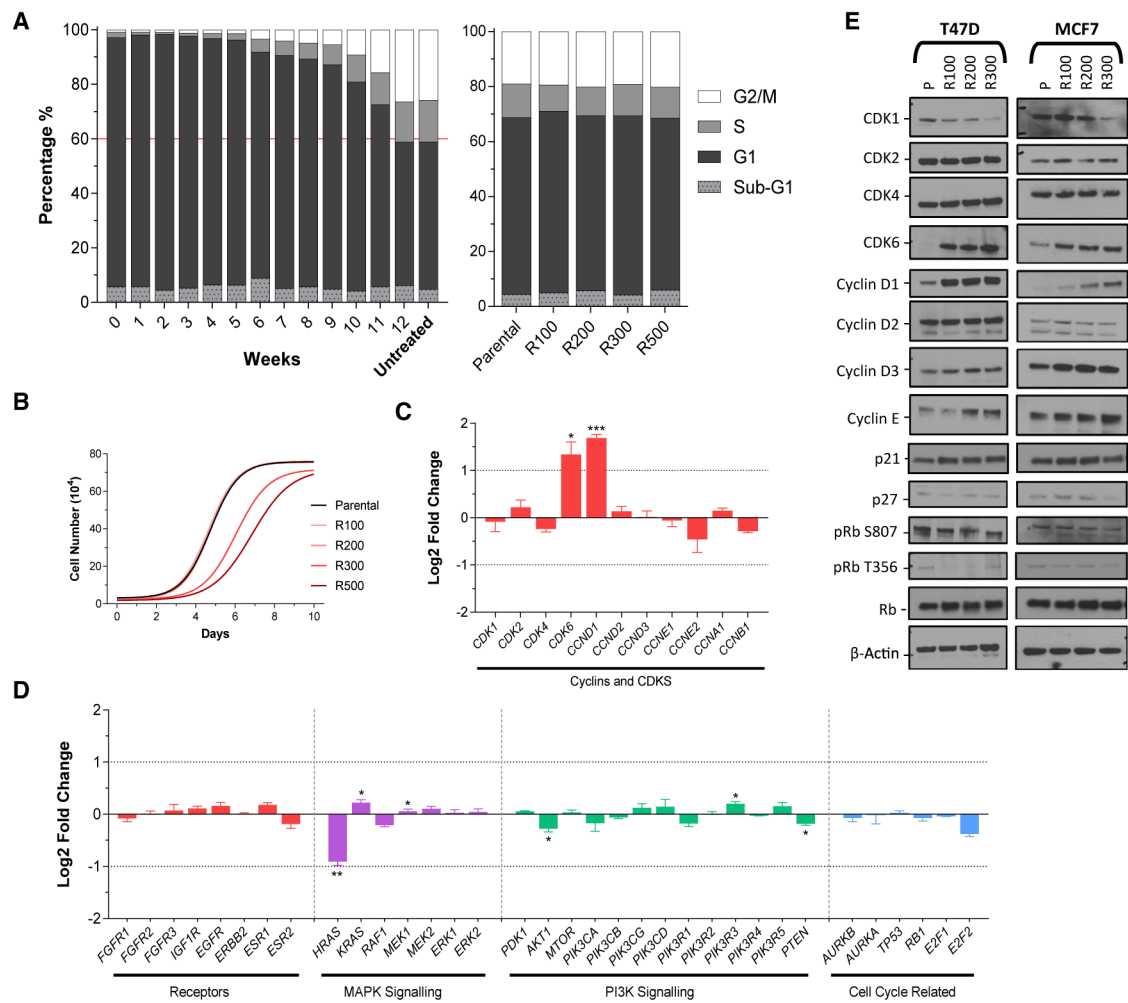 A
Percentage %
100
80
60
40
20
0
0 1 2 3 4 5 6 7 8 9 10 11 12 Untreated
Weeks
100
80
60
40
20
0
Parental R100 R200 R300 R500
G2/M
S
G1
Sub-G1
B
Cell Number (10⁴)
80
60
40
20
0
0 2 4 6 8 10
Days
Parental
R100
R200
R300
R500
C
Log2 Fold Change
2
1
0
-1
-2
* ***
CDK1 CDK2 CDK4 CDK6 CCND1 CCND2 CCND3 CCNE1 CCNE2 CCNA1 CCNB1
Cyclins and CDKS
D
Log2 Fold Change
2
1
0
-1
-2
** * * * * *
FGFR1 FGFR2 FGFR3 IGF1R EGFR ERBB2 ESR1 ESR2
Receptors
HRAS KRAS RAF1 MEK1 MEK2 ERK1 ERK2
MAPK Signalling
PDK1 AKT1 MTOR PIK3CA PIK3CB PIK3CG PIK3CD PIK3R1 PIK3R2 PIK3R3 PIK3R4 PIK3R5 PTEN
PI3K Signalling
AURKB AURKA TP53 RB1 E2F1 E2F2
Cell Cycle Related
E
T47D MCF7
P R100 R200 R300 P R100 R200 R300
CDK1
CDK2
CDK4
CDK6
Cyclin D1
Cyclin D2
Cyclin D3
Cyclin E
p21
p27
pRb S807
pRb T356
Rb
β-Actin